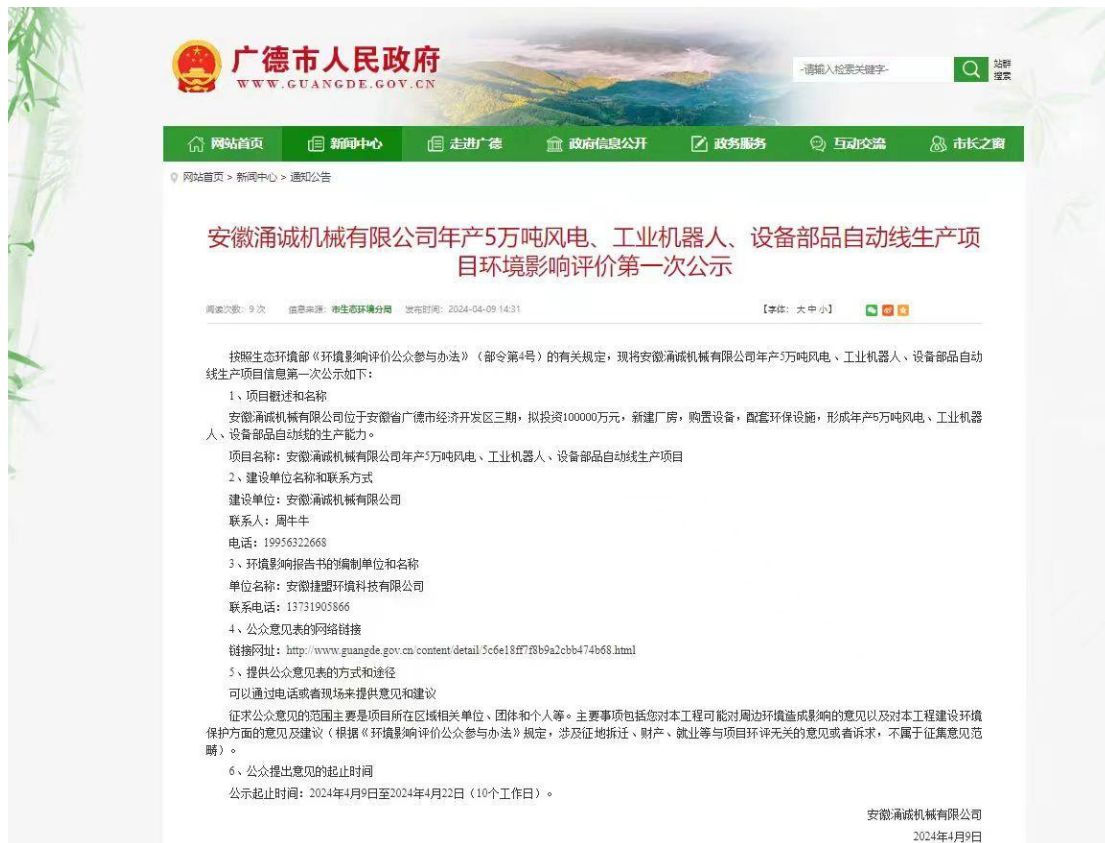 广德市人民政府
WWW.GUANGDE.GOV.CN
-请输入检索关键字-
站群
搜索
网站首页 新闻中心 走进广德 政府信息公开 政务服务 互动交流 市长之窗
网站首页 > 新闻中心 > 通知公告
安徽涌诚机械有限公司年产5万吨风电、工业机器人、设备部品自动线生产项
目环境影响评价第一次公示
阅读次数: 9 次 信息来源: 市生态环境分局 发布时间: 2024-04-09 14:31 【字体: 大 中 小】
按照生态环境部《环境影响评价公众参与办法》（部令第4号）的有关规定，现将安徽涌诚机械有限公司年产5万吨风电、工业机器人、设备部品自动
线生产项目信息第一次公示如下：
1、项目概述和名称
安徽涌诚机械有限公司位于安徽省广德市经济开发区三期，拟投资100000万元，新建厂房，购置设备，配套环保设施，形成年产5万吨风电、工业机器
人、设备部品自动线的生产能力。
项目名称：安徽涌诚机械有限公司年产5万吨风电、工业机器人、设备部品自动线生产项目
2、建设单位名称和联系方式
建设单位：安徽涌诚机械有限公司
联系人：周牛牛
电话：19956322668
3、环境影响报告书的编制单位和名称
单位名称：安徽捷盟环境科技有限公司
联系电话：13731905866
4、公众意见表的网络链接
链接网址：http://www.guangde.gov.cn/content/detail/5c6e18ff7f8b9a2cbb474b68.html
5、提供公众意见表的方式和途径
可以通过电话或者现场来提供意见和建议
征求公众意见的范围主要是项目所在区域相关单位、团体和个人等。主要事项包括您对本工程可能对周边环境造成影响的意见以及对本工程建设环境
保护方面的意见及建议（根据《环境影响评价公众参与办法》规定，涉及征地拆迁、财产、就业等与项目环评无关的意见或者诉求，不属于征集意见范
畴）。
6、公众提出意见的起止时间
公示起止时间：2024年4月9日至2024年4月22日（10个工作日）。
安徽涌诚机械有限公司
2024年4月9日